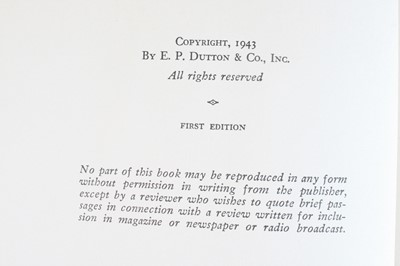 Copyright, 1943
By E. P. Dutton & Co., Inc.
All rights reserved
FIRST EDITION
No part of this book may be reproduced in any form
without permission in writing from the publisher,
except by a reviewer who wishes to quote brief pas-
sages in connection with a review written for inclu-
sion in magazine or newspaper or radio broadcast.